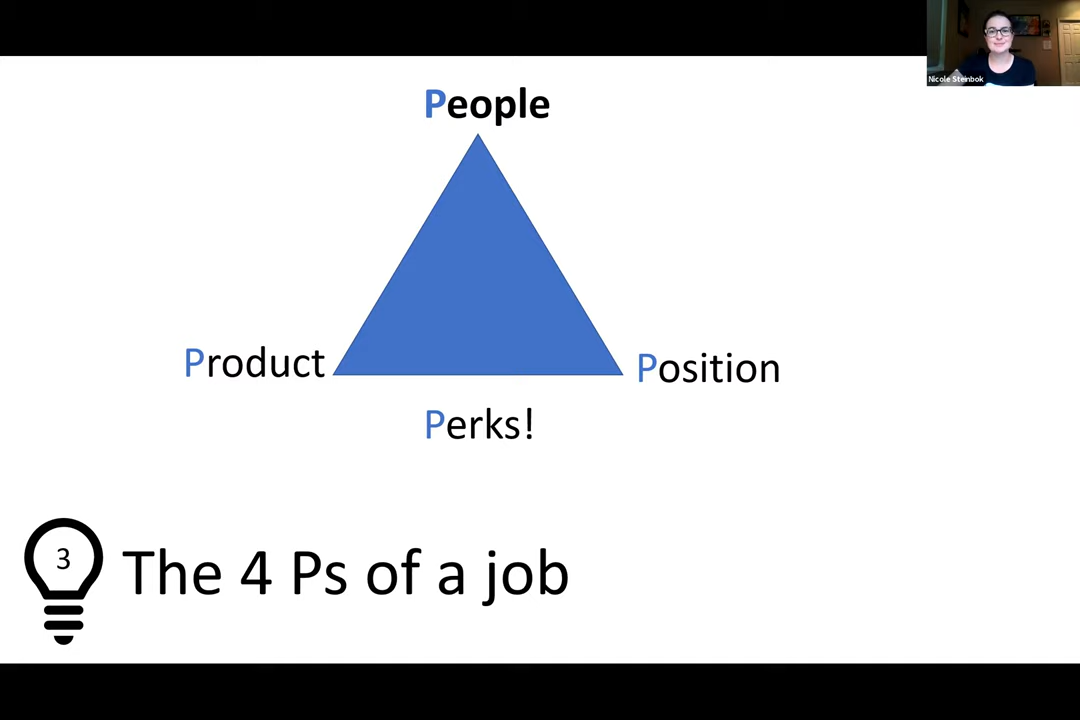 Nicole Steinbok
People
Product
Position
Perks!
3
The 4 Ps of a job